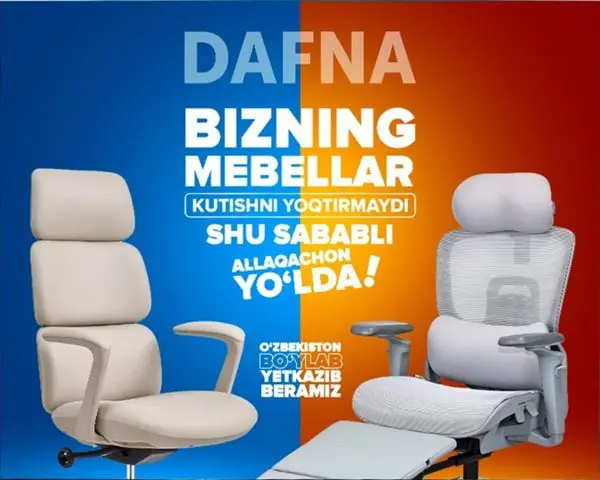 DAFNA
BIZNING
MEBELLAR
KUTISHNI YOQTIRMAYDI
SHU SABABLI
ALLAQACHON
YO‘LDA!
O‘ZBEKISTON
BO‘YLAB
YETKAZIB
BERAMIZ